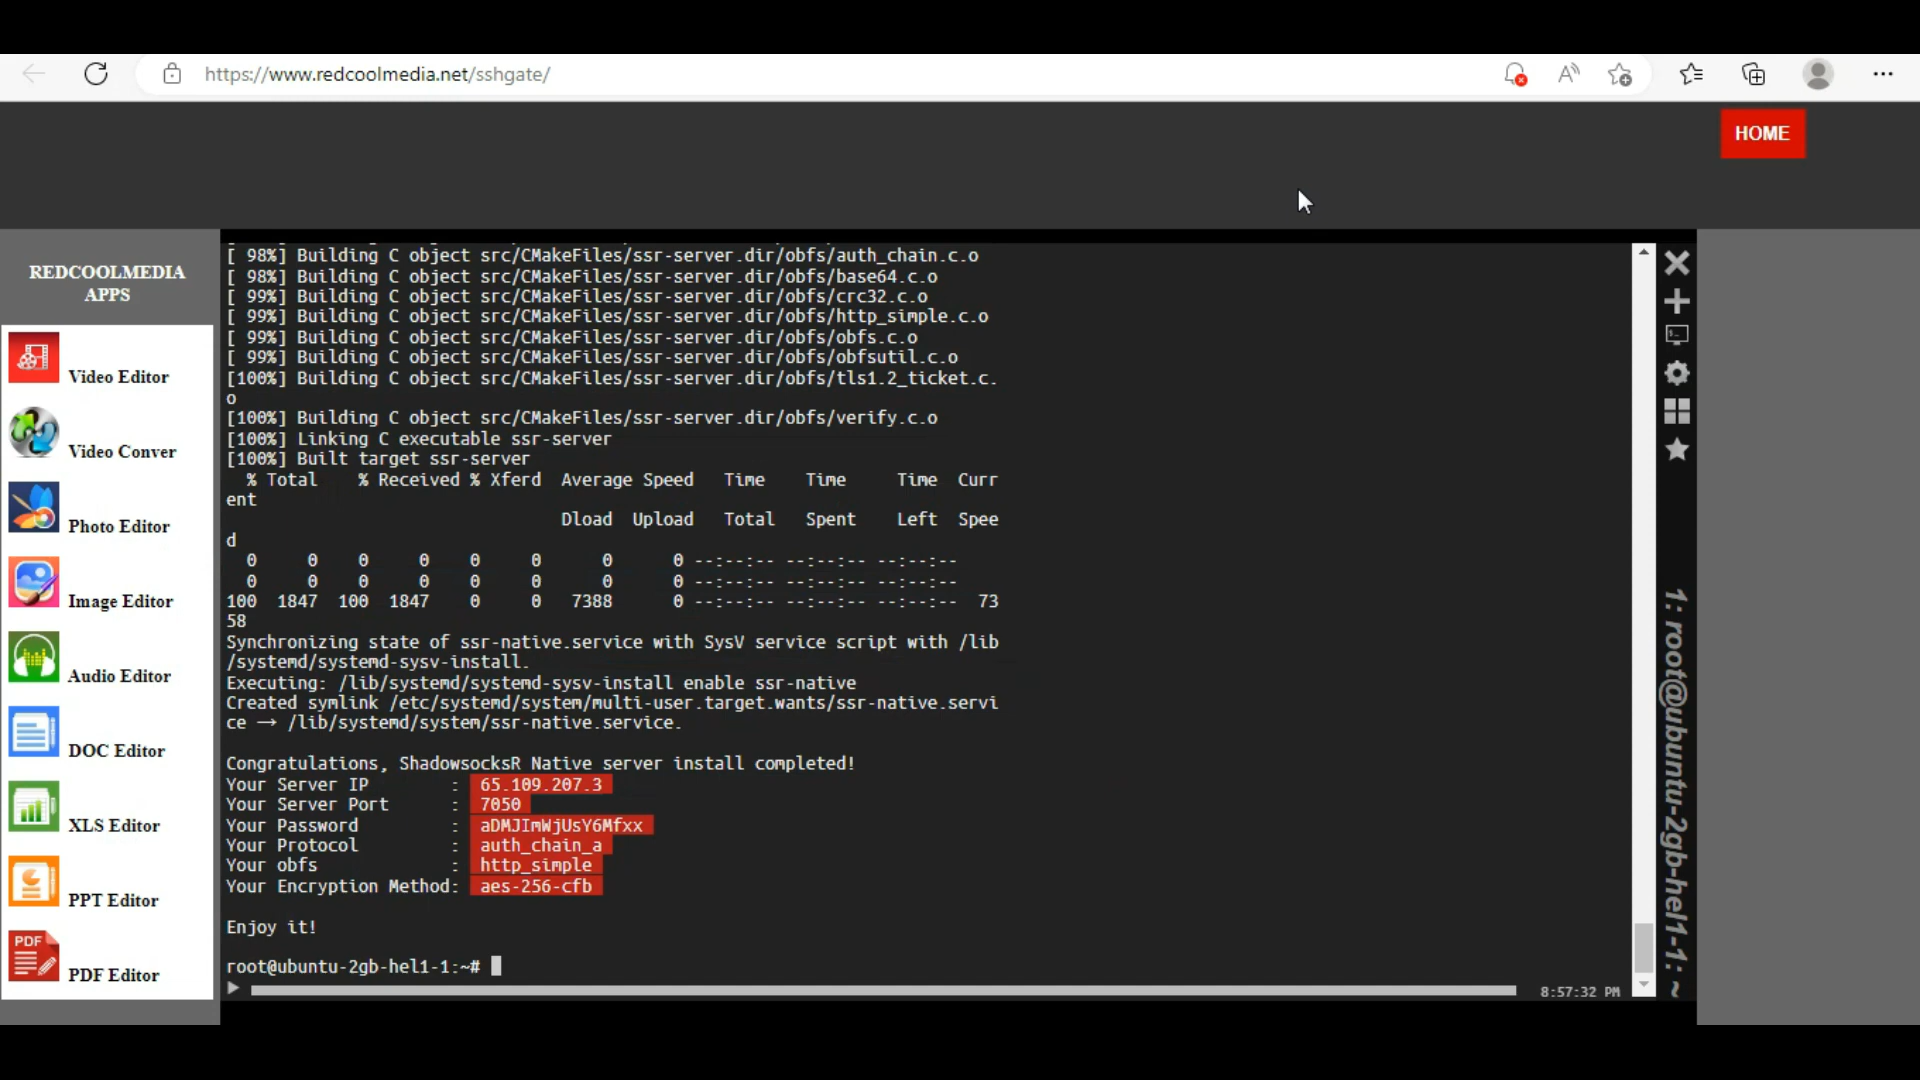 https://www.redcoolmedia.net/sshgate/
HOME
REDCOOLMEDIA
APPS
Video Editor
Video Conver
Photo Editor
Image Editor
Audio Editor
DOC Editor
XLS Editor
PPT Editor
PDF
PDF Editor
[ 98%] Building C object src/CMakeFiles/ssr-server.dir/obfs/auth_chain.c.o
[ 98%] Building C object src/CMakeFiles/ssr-server.dir/obfs/base64.c.o
[ 99%] Building C object src/CMakeFiles/ssr-server.dir/obfs/crc32.c.o
[ 99%] Building C object src/CMakeFiles/ssr-server.dir/obfs/http_simple.c.o
[ 99%] Building C object src/CMakeFiles/ssr-server.dir/obfs/obfs.c.o
[ 99%] Building C object src/CMakeFiles/ssr-server.dir/obfs/obfsutil.c.o
[100%] Building C object src/CMakeFiles/ssr-server.dir/obfs/tls1.2_ticket.c.
o
[100%] Building C object src/CMakeFiles/ssr-server.dir/obfs/verify.c.o
[100%] Linking C executable ssr-server
[100%] Built target ssr-server
  % Total    % Received % Xferd  Average Speed   Time    Time     Time  Curr
ent
                                 Dload  Upload   Total   Spent    Left  Spee
d
  0     0    0     0    0     0      0      0 --:--:-- --:--:-- --:--:--
  0     0    0     0    0     0      0      0 --:--:-- --:--:-- --:--:--
100  1847  100  1847    0     0   7388      0 --:--:-- --:--:-- --:--:--  73
58
Synchronizing state of ssr-native.service with SysV service script with /lib
/systemd/systemd-sysv-install.
Executing: /lib/systemd/systemd-sysv-install enable ssr-native
Created symlink /etc/systemd/system/multi-user.target.wants/ssr-native.servi
ce → /lib/systemd/system/ssr-native.service.
Congratulations, ShadowsocksR Native server install completed!
Your Server IP        :  65.109.207.3
Your Server Port      :  7050
Your Password         :  aDMJImWjUsY6Mfxx
Your Protocol         :  auth_chain_a
Your obfs             :  http_simple
Your Encryption Method:  aes-256-cfb
Enjoy it!
root@ubuntu-2gb-hel1-1:~#
8:57:32 PM
1: root@ubuntu-2gb-hel1-1: ~